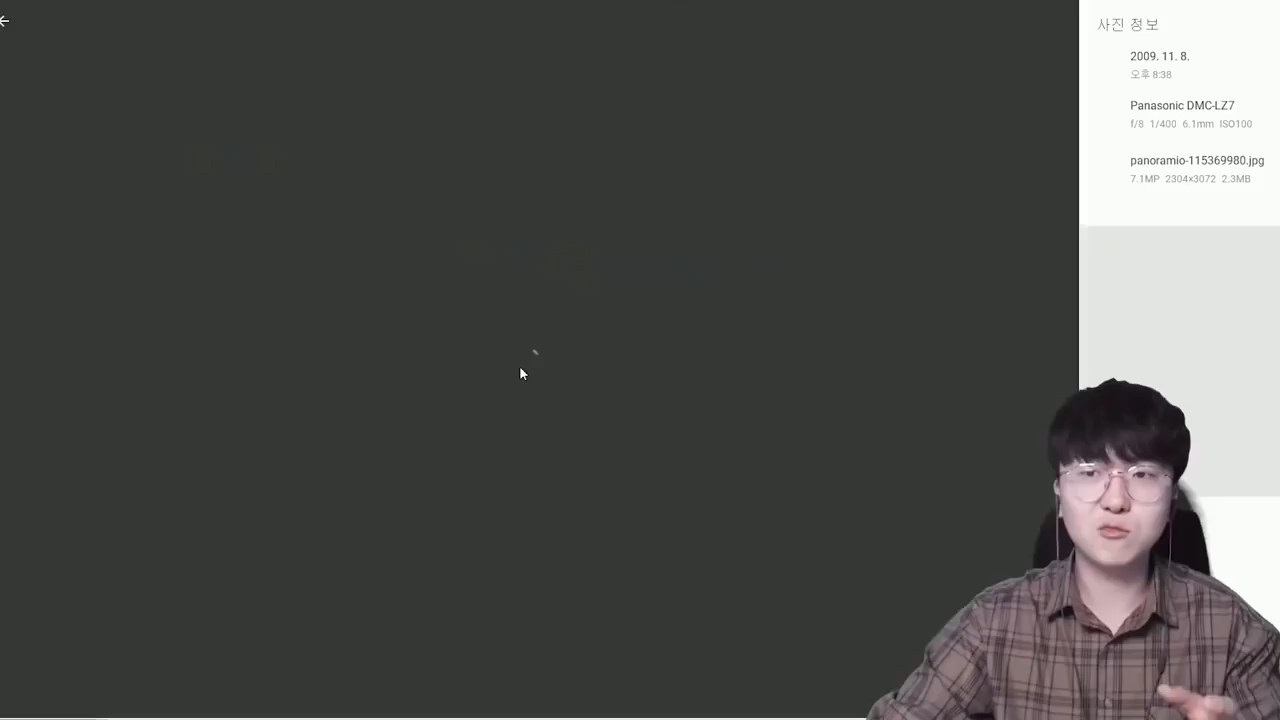 사진 정보
2009. 11. 8.
오후 8:38
Panasonic DMC-LZ7
f/8 1/400 6.1mm ISO100
panoramio-115369980.jpg
7.1MP 2304×3072 2.3MB